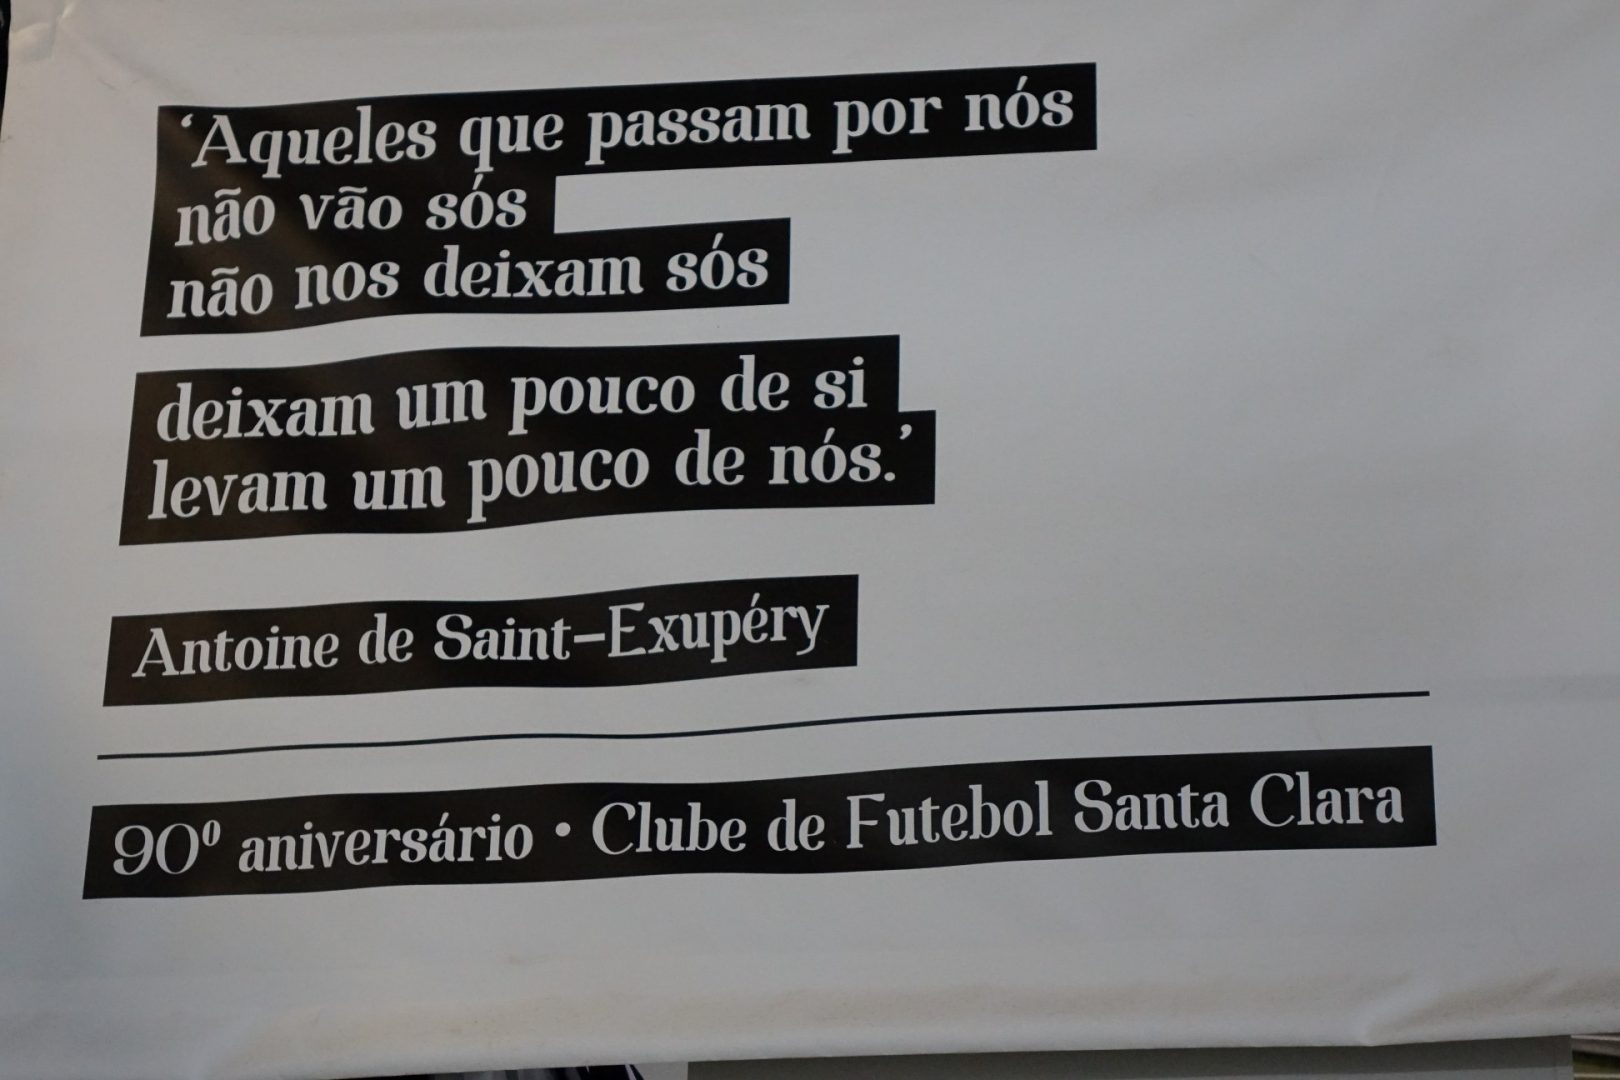 ‘Aqueles que passam por nós
não vão sós
não nos deixam sós
deixam um pouco de si
levam um pouco de nós.’
Antoine de Saint-Exupéry
90º aniversário • Clube de Futebol Santa Clara